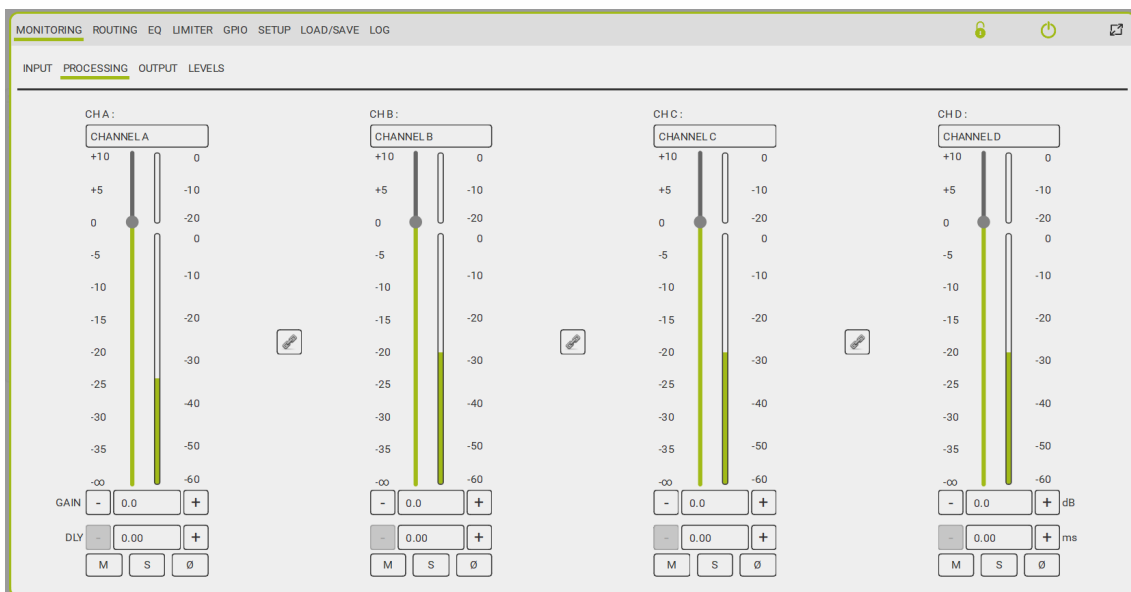 MONITORING ROUTING EQ LIMITER GPIO SETUP LOAD/SAVE LOG
INPUT PROCESSING OUTPUT LEVELS
CH A : CH B : CH C : CH D :
CHANNEL A CHANNEL B CHANNEL C CHANNEL D
+10 0 +10 0 +10 0 +10 0
+5 -10 +5 -10 +5 -10 +5 -10
0 -20 0 -20 0 -20 0 -20
0 0 0 0
-5 -5 -5 -5
-10 -10 -10 -10
-10 -10 -10 -10
-15 -20 -15 -20 -15 -20 -15 -20
-20 -30 -20 -30 -20 -30 -20 -30
-25 -25 -25 -25
-40 -40 -40 -40
-30 -30 -30 -30
-35 -50 -35 -50 -35 -50 -35 -50
-∞ -60 -∞ -60 -∞ -60 -∞ -60
GAIN - 0.0 + - 0.0 + - 0.0 + - 0.0 + dB
DLY - 0.00 + - 0.00 + - 0.00 + - 0.00 + ms
M S Ø M S Ø M S Ø M S Ø